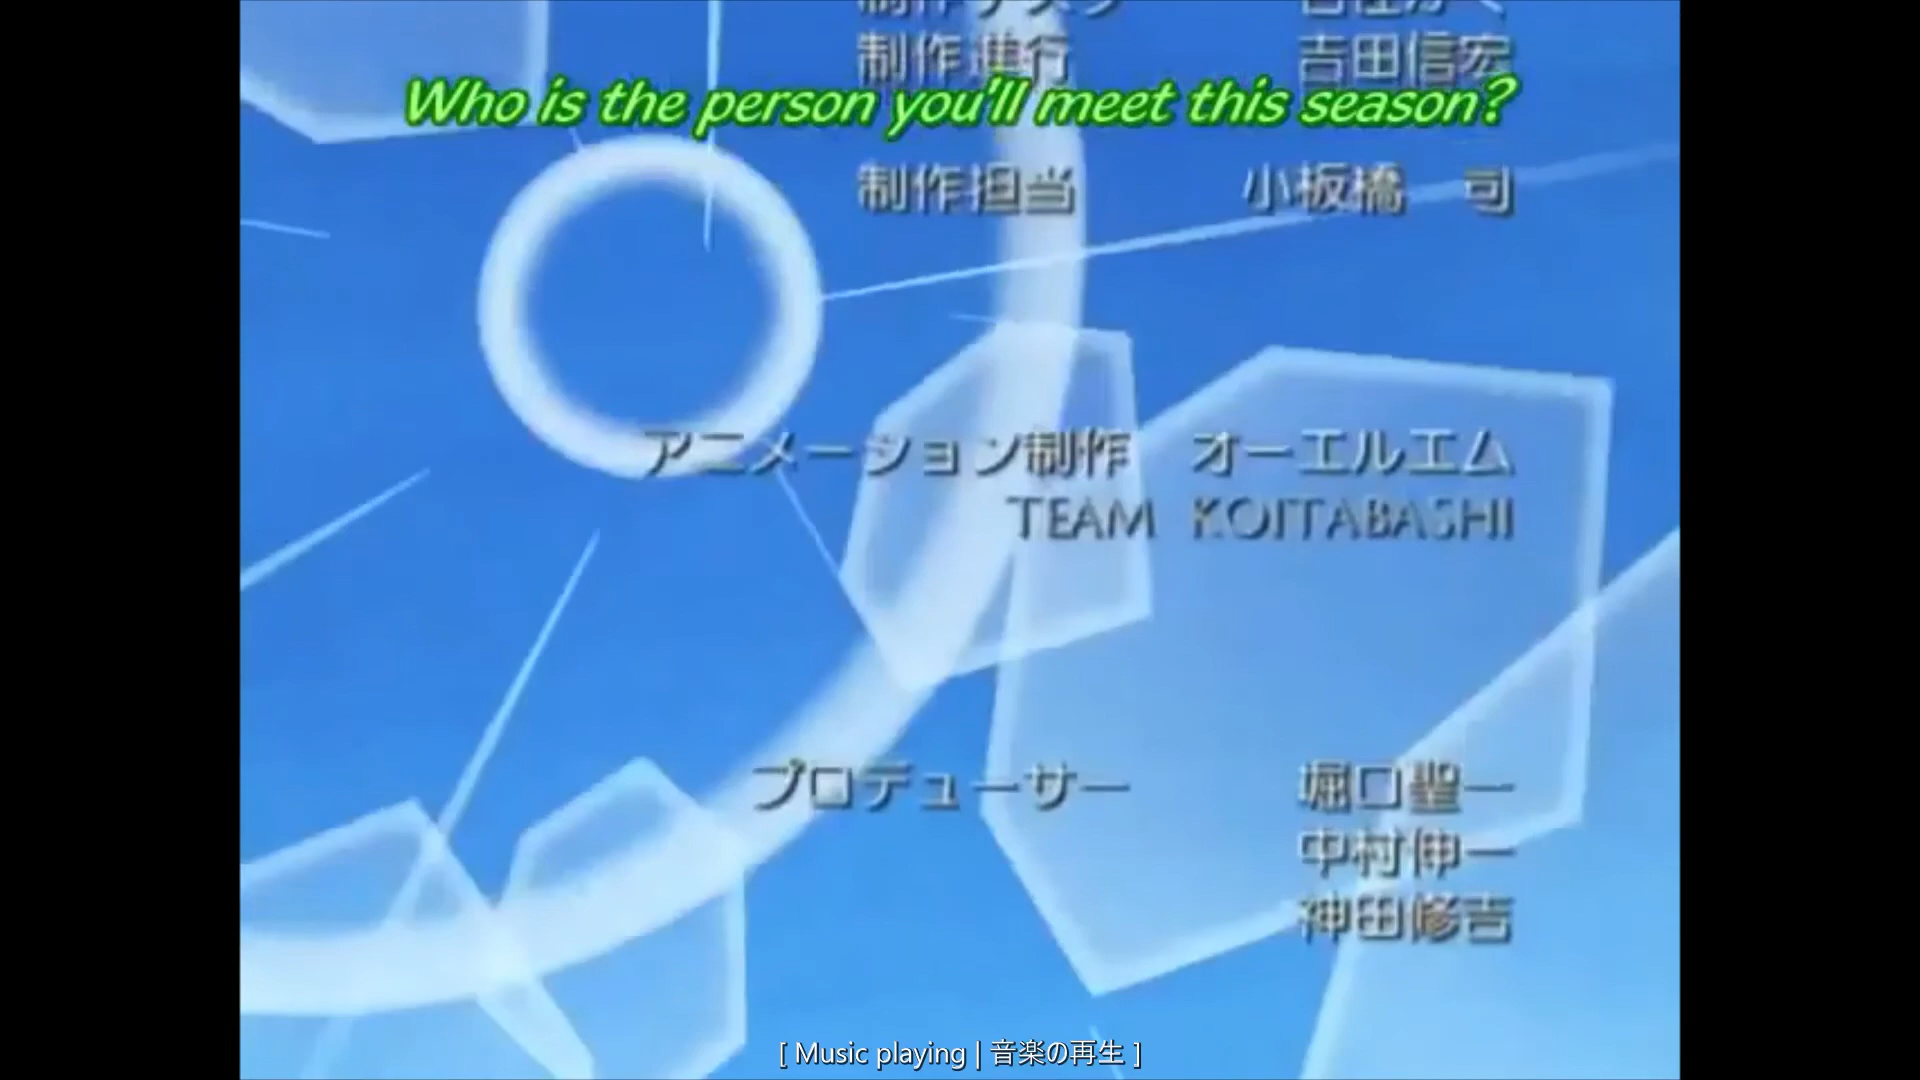 制作進行 吉田信宏
Who is the person you'll meet this season?
制作担当 小板橋 司
アニメーション制作 オーエルエム
TEAM KOITABASHI
プロデューサー 堀口聖一
中村伸一
神田修吉
[ Music playing | 音楽の再生 ]